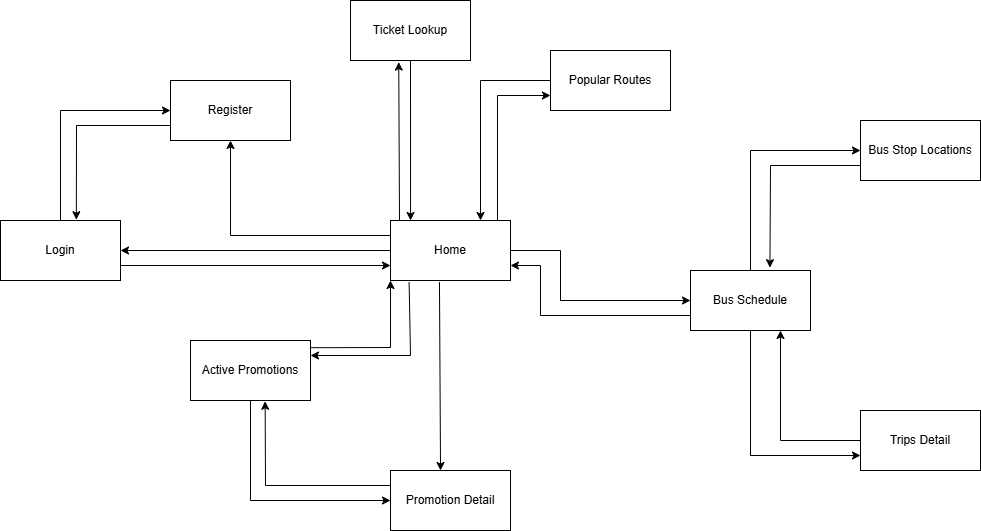 Ticket Lookup
Popular Routes
Register
Bus Stop Locations
Login
Home
Bus Schedule
Active Promotions
Trips Detail
Promotion Detail